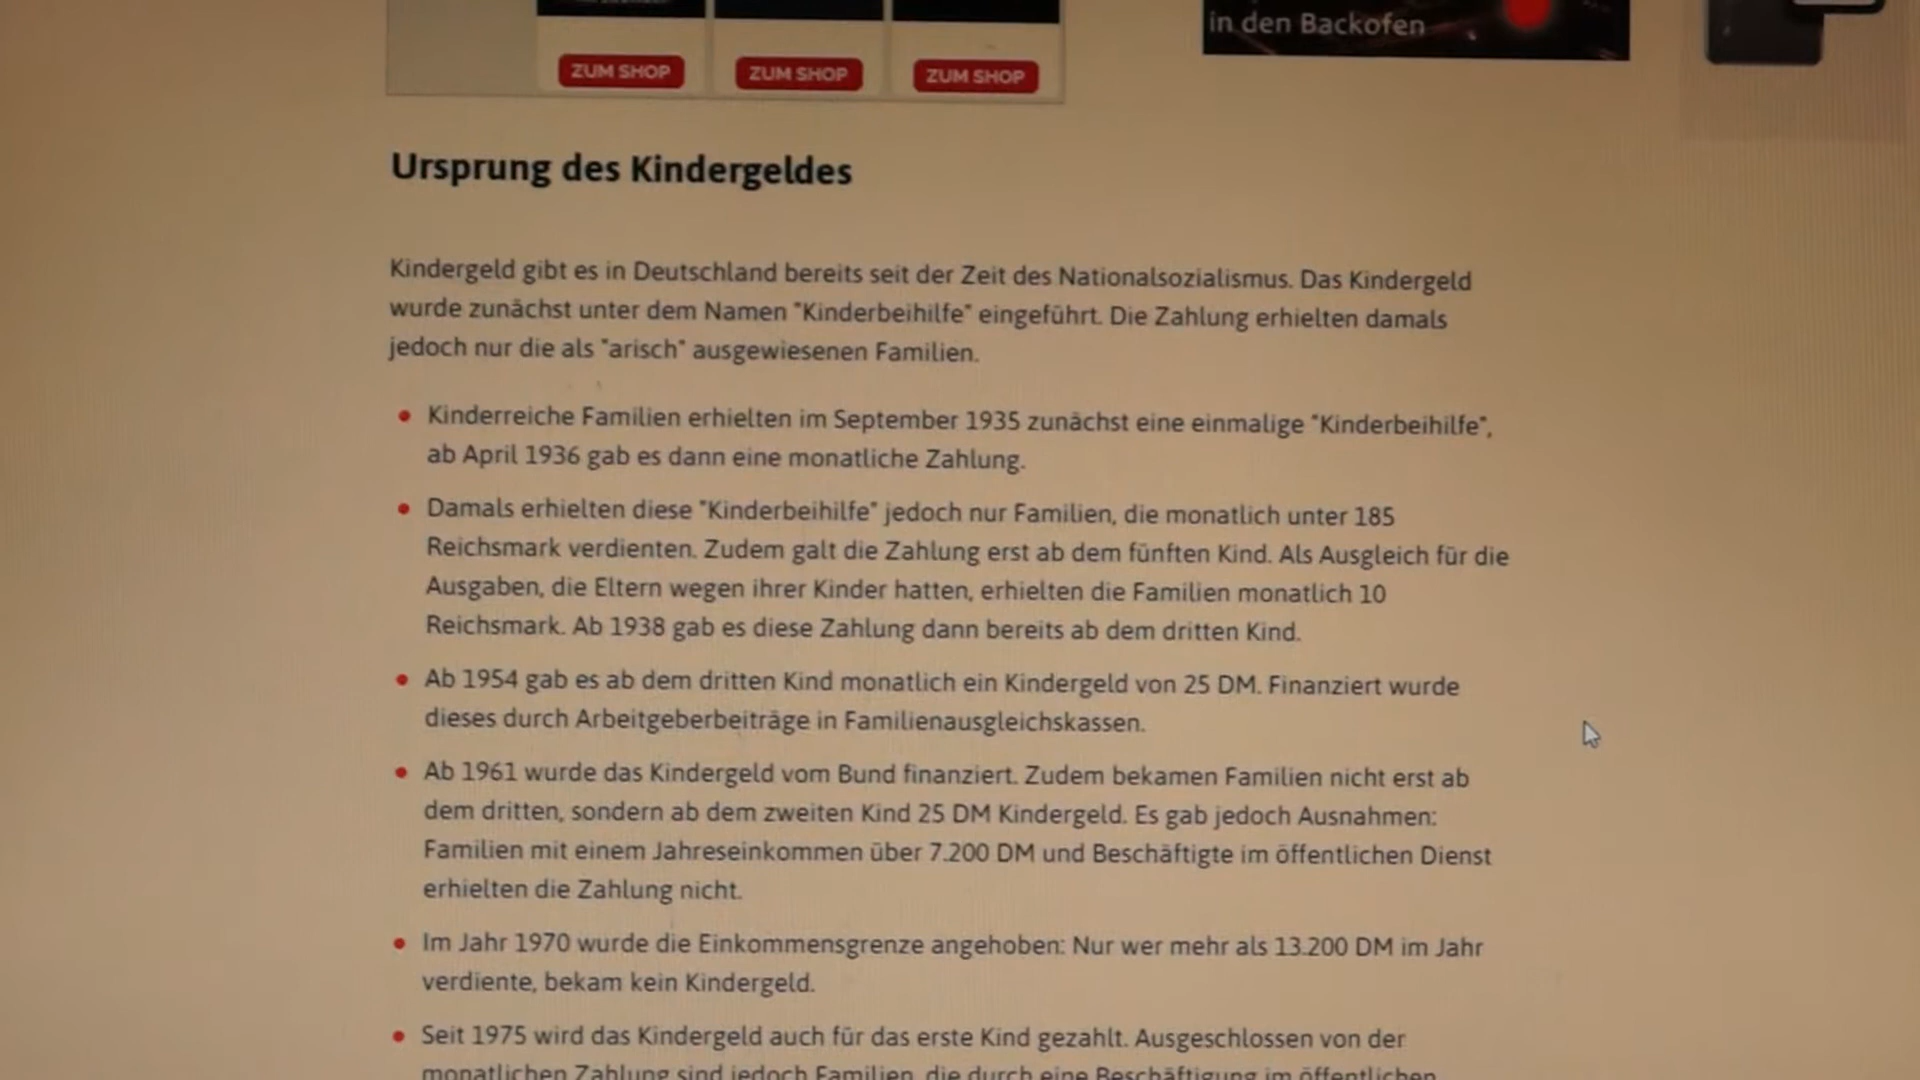 in den Backofen
ZUM SHOP
ZUM SHOP
ZUM SHOP
Ursprung des Kindergeldes
Kindergeld gibt es in Deutschland bereits seit der Zeit des Nationalsozialismus. Das Kindergeld
wurde zunächst unter dem Namen "Kinderbeihilfe" eingeführt. Die Zahlung erhielten damals
jedoch nur die als "arisch" ausgewiesenen Familien.
• Kinderreiche Familien erhielten im September 1935 zunächst eine einmalige "Kinderbeihilfe",
ab April 1936 gab es dann eine monatliche Zahlung.
• Damals erhielten diese "Kinderbeihilfe" jedoch nur Familien, die monatlich unter 185
Reichsmark verdienten. Zudem galt die Zahlung erst ab dem fünften Kind. Als Ausgleich für die
Ausgaben, die Eltern wegen ihrer Kinder hatten, erhielten die Familien monatlich 10
Reichsmark. Ab 1938 gab es diese Zahlung dann bereits ab dem dritten Kind.
• Ab 1954 gab es ab dem dritten Kind monatlich ein Kindergeld von 25 DM. Finanziert wurde
dieses durch Arbeitgeberbeiträge in Familienausgleichskassen.
• Ab 1961 wurde das Kindergeld vom Bund finanziert. Zudem bekamen Familien nicht erst ab
dem dritten, sondern ab dem zweiten Kind 25 DM Kindergeld. Es gab jedoch Ausnahmen:
Familien mit einem Jahreseinkommen über 7.200 DM und Beschäftigte im öffentlichen Dienst
erhielten die Zahlung nicht.
• Im Jahr 1970 wurde die Einkommensgrenze angehoben: Nur wer mehr als 13.200 DM im Jahr
verdiente, bekam kein Kindergeld.
• Seit 1975 wird das Kindergeld auch für das erste Kind gezahlt. Ausgeschlossen von der
monatlichen Zahlung sind jedoch Familien, die durch eine Beschäftigung im öffentlichen